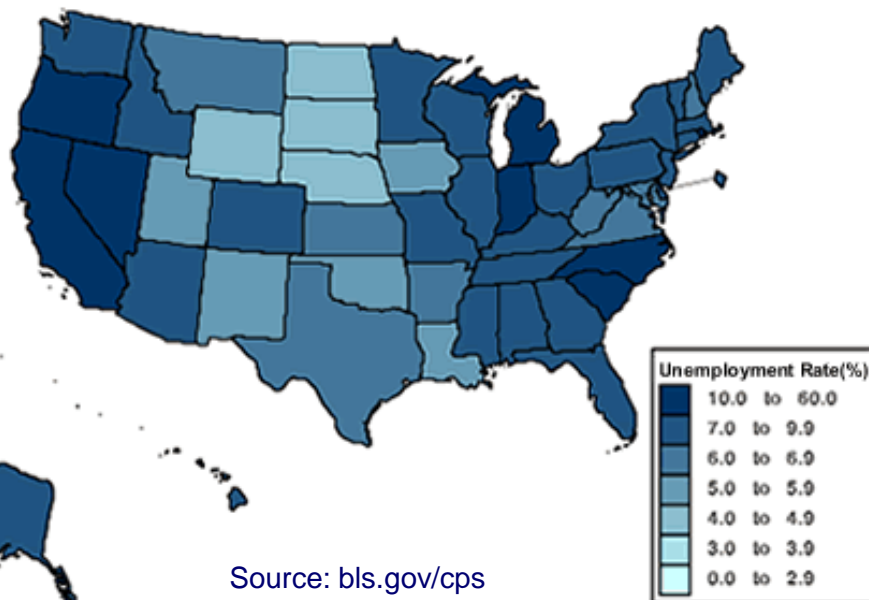 Unemployment Rate(%)
10.0 to 60.0
7.0 to 9.9
6.0 to 6.9
5.0 to 5.9
4.0 to 4.9
3.0 to 3.9
0.0 to 2.9
Source: bls.gov/cps